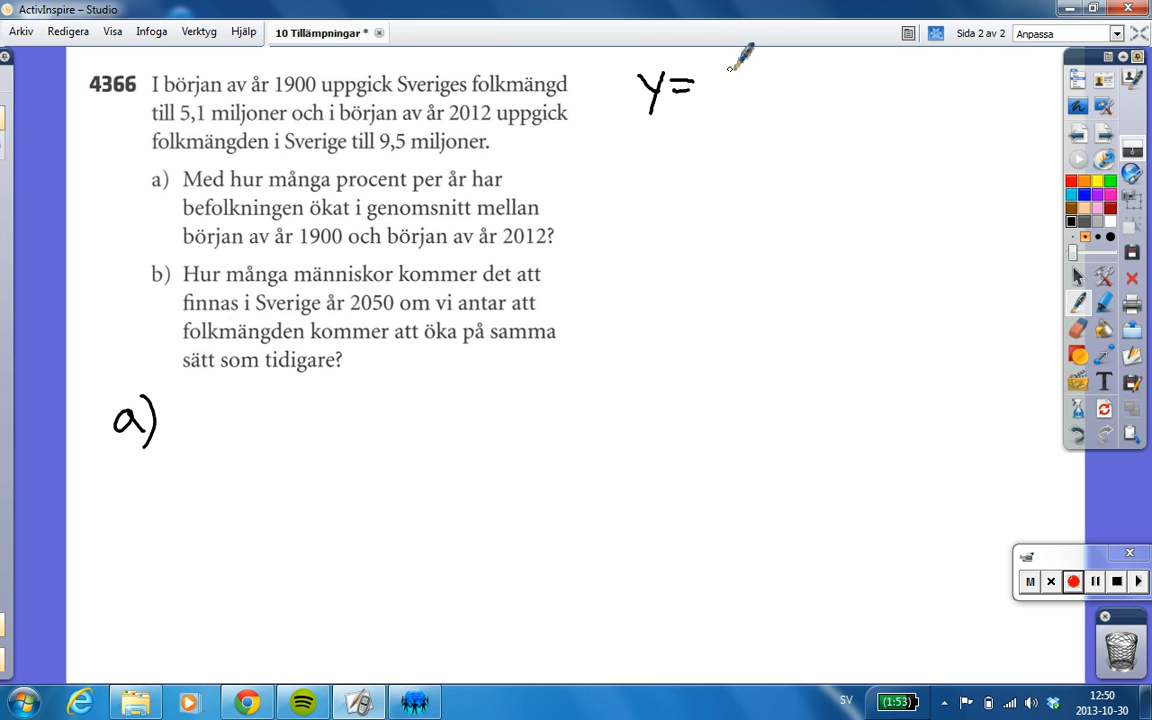 ActivInspire – Studio
Arkiv Redigera Visa Infoga Verktyg Hjälp 10 Tillämpningar * Sida 2 av 2 Anpassa
4366 I början av år 1900 uppgick Sveriges folkmängd
till 5,1 miljoner och i början av år 2012 uppgick
folkmängden i Sverige till 9,5 miljoner.
a) Med hur många procent per år har
befolkningen ökat i genomsnitt mellan
början av år 1900 och början av år 2012?
b) Hur många människor kommer det att
finnas i Sverige år 2050 om vi antar att
folkmängden kommer att öka på samma
sätt som tidigare?
y=
a)
T
M
SV (1:53) 12:50
2013-10-30